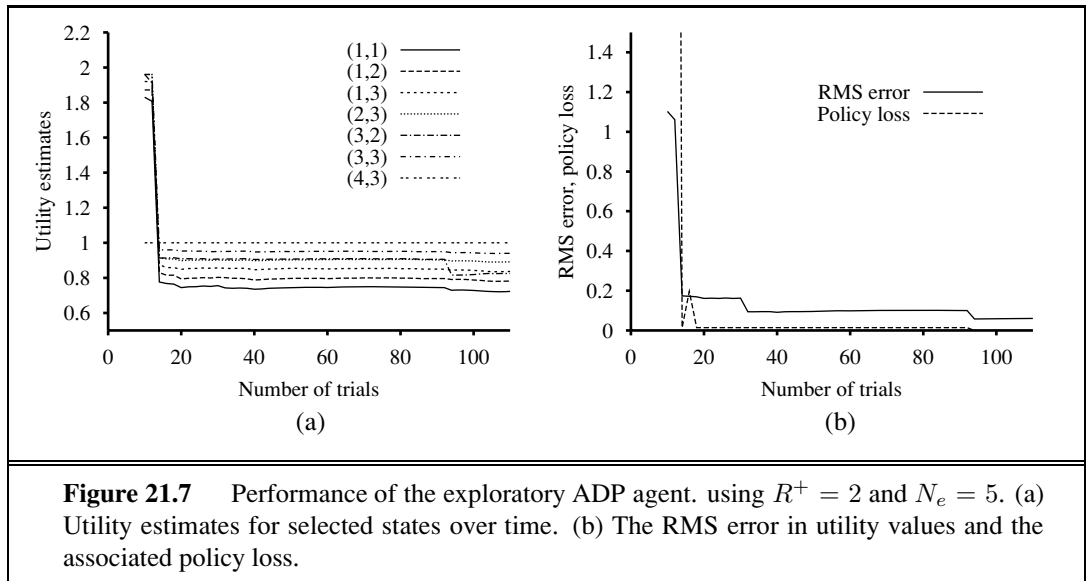 2.2
2
1.8
1.6
1.4
1.2
1
0.8
0.6
Utility estimates
(1,1)
(1,2)
(1,3)
(2,3)
(3,2)
(3,3)
(4,3)
0 20 40 60 80 100
Number of trials
(a)
1.4
1.2
1
0.8
0.6
0.4
0.2
0
RMS error, policy loss
RMS error
Policy loss
0 20 40 60 80 100
Number of trials
(b)
Figure 21.7 Performance of the exploratory ADP agent. using R⁺ = 2 and Nₑ = 5. (a)
Utility estimates for selected states over time. (b) The RMS error in utility values and the
associated policy loss.